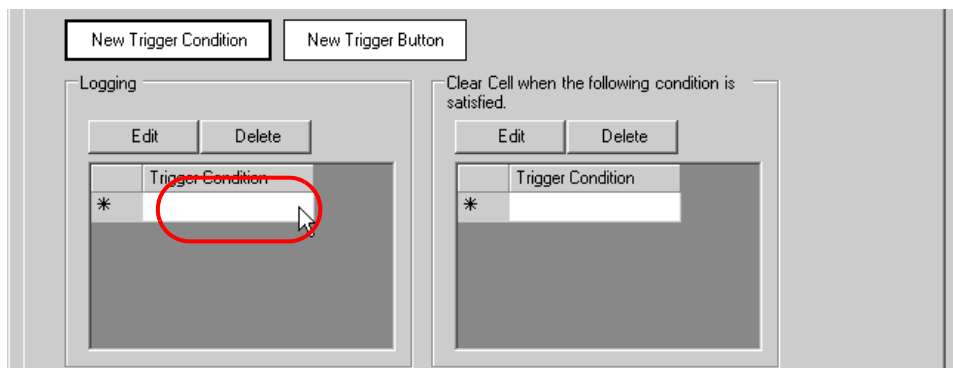 New Trigger Condition New Trigger Button
Logging
Edit Delete
Trigger Condition
*
Clear Cell when the following condition is
satisfied.
Edit Delete
Trigger Condition
*